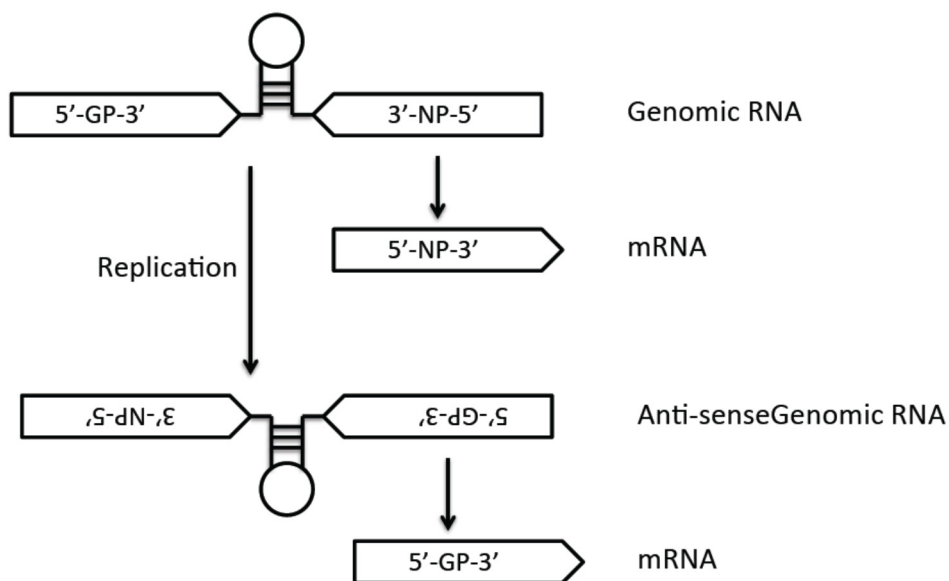 5'-GP-3'
3'-NP-5'
Genomic RNA
5'-NP-3'
mRNA
Replication
3'-NP-5'
5'-GP-3'
Anti-senseGenomic RNA
5'-GP-3'
mRNA